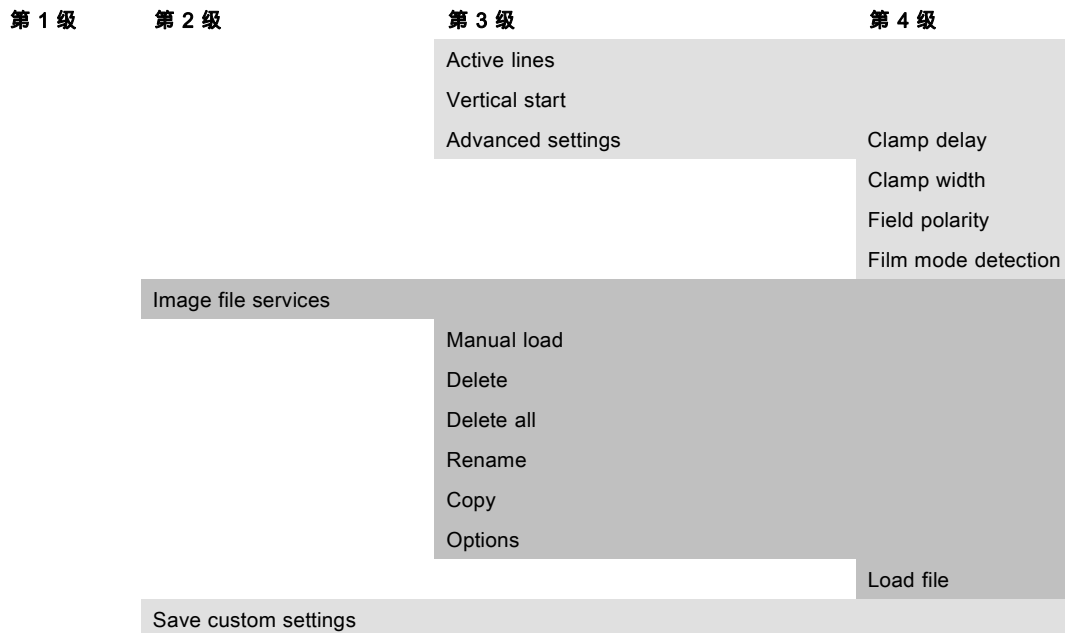 第 1 级 第 2 级 第 3 级 第 4 级
Active lines
Vertical start
Advanced settings Clamp delay
Clamp width
Field polarity
Film mode detection
Image file services
Manual load
Delete
Delete all
Rename
Copy
Options
Load file
Save custom settings